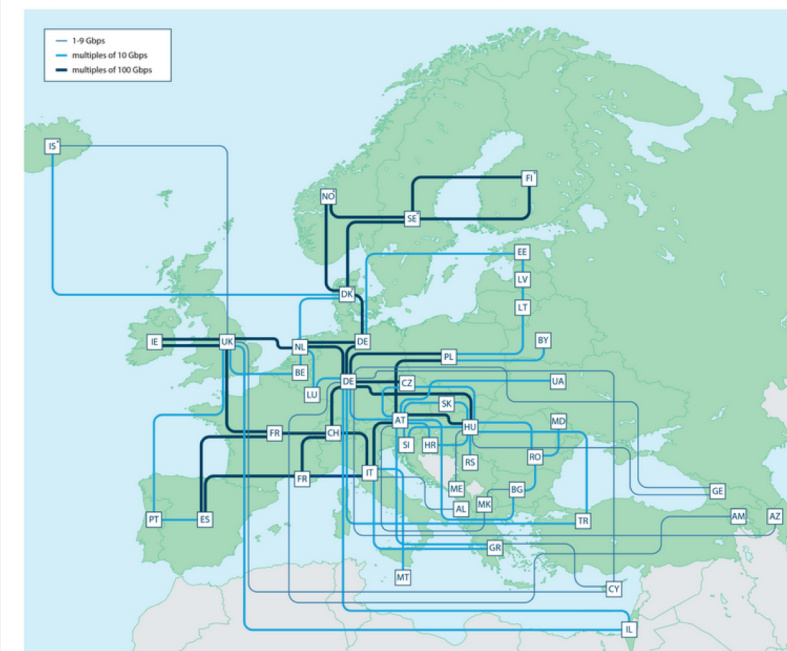 1-9 Gbps
multiples of 10 Gbps
multiples of 100 Gbps
IS
FI
NO
SE
EE
LV
DK
LT
IE
UK
NL
DE
BY
PL
BE
DE
CZ
UA
LU
SK
AT
HU
MD
FR
CH
SI
HR
RO
RS
IT
FR
ME
BG
GE
MK
AL
PT
ES
TR
AM
AZ
GR
MT
CY
IL